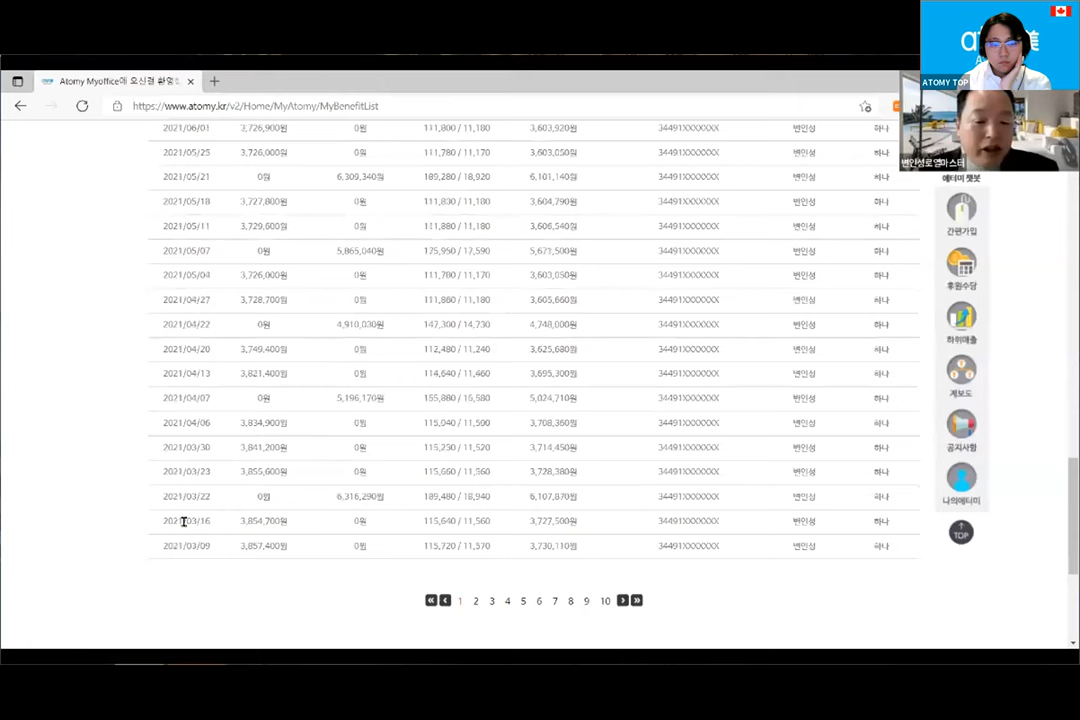 Atomy Myoffice에 오신걸 환영
https://www.atomy.kr/v2/Home/MyAtomy/MyBenefitList
ATOMY TOP
변인성로열마스터
애터미 챗봇
간편가입
후원수당
하위매출
계보도
공지사항
나의애터미
TOP
2021/06/01 3,726,900원 0원 111,800 / 11,180 3,603,920원 34491XXXXXXX 변인성 하나
2021/05/25 3,726,000원 0원 111,780 / 11,170 3,603,050원 34491XXXXXXX 변인성 하나
2021/05/21 0원 6,309,340원 189,280 / 18,920 6,101,140원 34491XXXXXXX 변인성 하나
2021/05/18 3,727,800원 0원 111,830 / 11,180 3,604,790원 34491XXXXXXX 변인성 하나
2021/05/11 3,729,600원 0원 111,880 / 11,180 3,606,540원 34491XXXXXXX 변인성 하나
2021/05/07 0원 5,865,040원 175,950 / 17,590 5,671,500원 34491XXXXXXX 변인성 하나
2021/05/04 3,726,000원 0원 111,780 / 11,170 3,603,050원 34491XXXXXXX 변인성 하나
2021/04/27 3,728,700원 0원 111,860 / 11,180 3,605,660원 34491XXXXXXX 변인성 하나
2021/04/22 0원 4,910,030원 147,300 / 14,730 4,748,000원 34491XXXXXXX 변인성 하나
2021/04/20 3,749,400원 0원 112,480 / 11,240 3,625,680원 34491XXXXXXX 변인성 하나
2021/04/13 3,821,400원 0원 114,640 / 11,460 3,695,300원 34491XXXXXXX 변인성 하나
2021/04/07 0원 5,196,170원 155,880 / 15,580 5,024,710원 34491XXXXXXX 변인성 하나
2021/04/06 3,834,900원 0원 115,040 / 11,500 3,708,360원 34491XXXXXXX 변인성 하나
2021/03/30 3,841,200원 0원 115,230 / 11,520 3,714,450원 34491XXXXXXX 변인성 하나
2021/03/23 3,855,600원 0원 115,660 / 11,560 3,728,380원 34491XXXXXXX 변인성 하나
2021/03/22 0원 6,316,290원 189,480 / 18,940 6,107,870원 34491XXXXXXX 변인성 하나
2021/03/16 3,854,700원 0원 115,640 / 11,560 3,727,500원 34491XXXXXXX 변인성 하나
2021/03/09 3,857,400원 0원 115,720 / 11,570 3,730,110원 34491XXXXXXX 변인성 하나
1 2 3 4 5 6 7 8 9 10